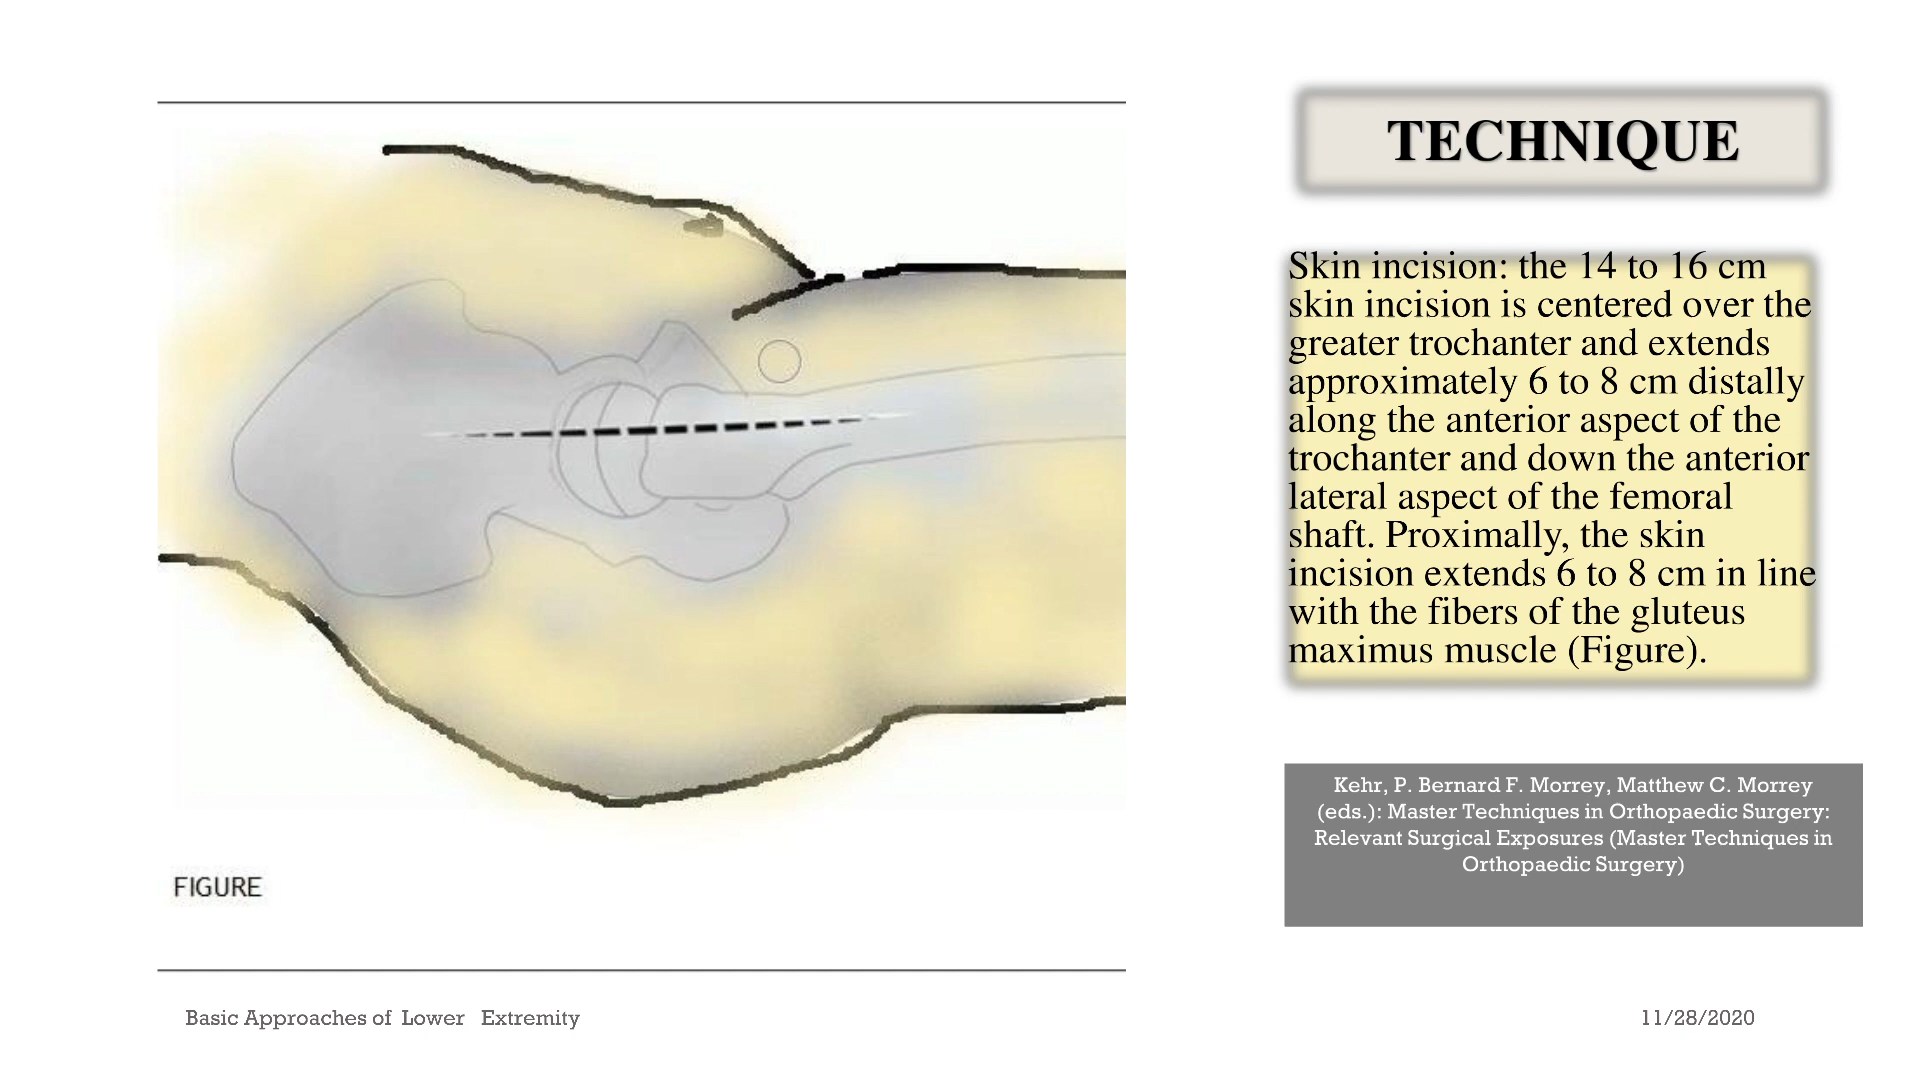 TECHNIQUE
Skin incision: the 14 to 16 cm
skin incision is centered over the
greater trochanter and extends
approximately 6 to 8 cm distally
along the anterior aspect of the
trochanter and down the anterior
lateral aspect of the femoral
shaft. Proximally, the skin
incision extends 6 to 8 cm in line
with the fibers of the gluteus
maximus muscle (Figure).
Kehr, P. Bernard F. Morrey, Matthew C. Morrey
(eds.): Master Techniques in Orthopaedic Surgery:
Relevant Surgical Exposures (Master Techniques in
Orthopaedic Surgery)
FIGURE
Basic Approaches of Lower Extremity
11/28/2020